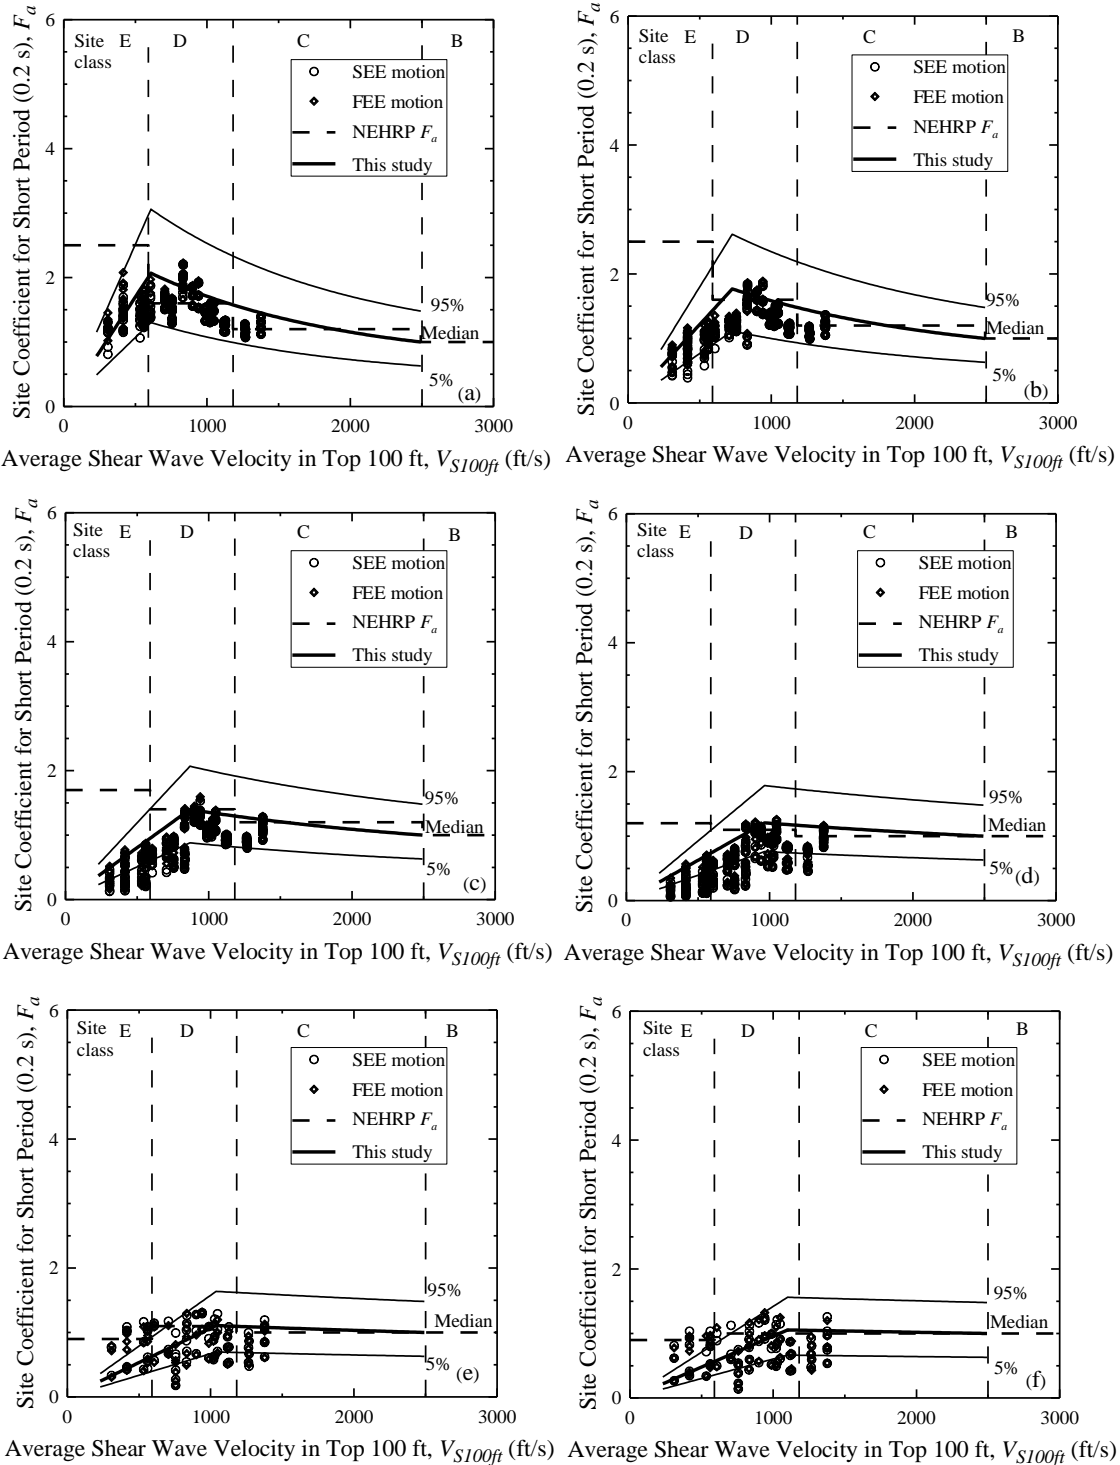 Site Coefficient for Short Period (0.2 s), Fa
6
4
2
0
Site class
E
D
C
B
SEE motion
FEE motion
NEHRP Fa
This study
95%
Median
5%
(a)
0
1000
2000
3000
Average Shear Wave Velocity in Top 100 ft, VS100ft (ft/s)
Site Coefficient for Short Period (0.2 s), Fa
6
4
2
0
Site class
E
D
C
B
SEE motion
FEE motion
NEHRP Fa
This study
95%
Median
5%
(b)
0
1000
2000
3000
Average Shear Wave Velocity in Top 100 ft, VS100ft (ft/s)
Site Coefficient for Short Period (0.2 s), Fa
6
4
2
0
Site class
E
D
C
B
SEE motion
FEE motion
NEHRP Fa
This study
95%
Median
5%
(c)
0
1000
2000
3000
Average Shear Wave Velocity in Top 100 ft, VS100ft (ft/s)
Site Coefficient for Short Period (0.2 s), Fa
6
4
2
0
Site class
E
D
C
B
SEE motion
FEE motion
NEHRP Fa
This study
95%
Median
5%
(d)
0
1000
2000
3000
Average Shear Wave Velocity in Top 100 ft, VS100ft (ft/s)
Site Coefficient for Short Period (0.2 s), Fa
6
4
2
0
Site class
E
D
C
B
SEE motion
FEE motion
NEHRP Fa
This study
95%
Median
5%
(e)
0
1000
2000
3000
Average Shear Wave Velocity in Top 100 ft, VS100ft (ft/s)
Site Coefficient for Short Period (0.2 s), Fa
6
4
2
0
Site class
E
D
C
B
SEE motion
FEE motion
NEHRP Fa
This study
95%
Median
5%
(f)
0
1000
2000
3000
Average Shear Wave Velocity in Top 100 ft, VS100ft (ft/s)